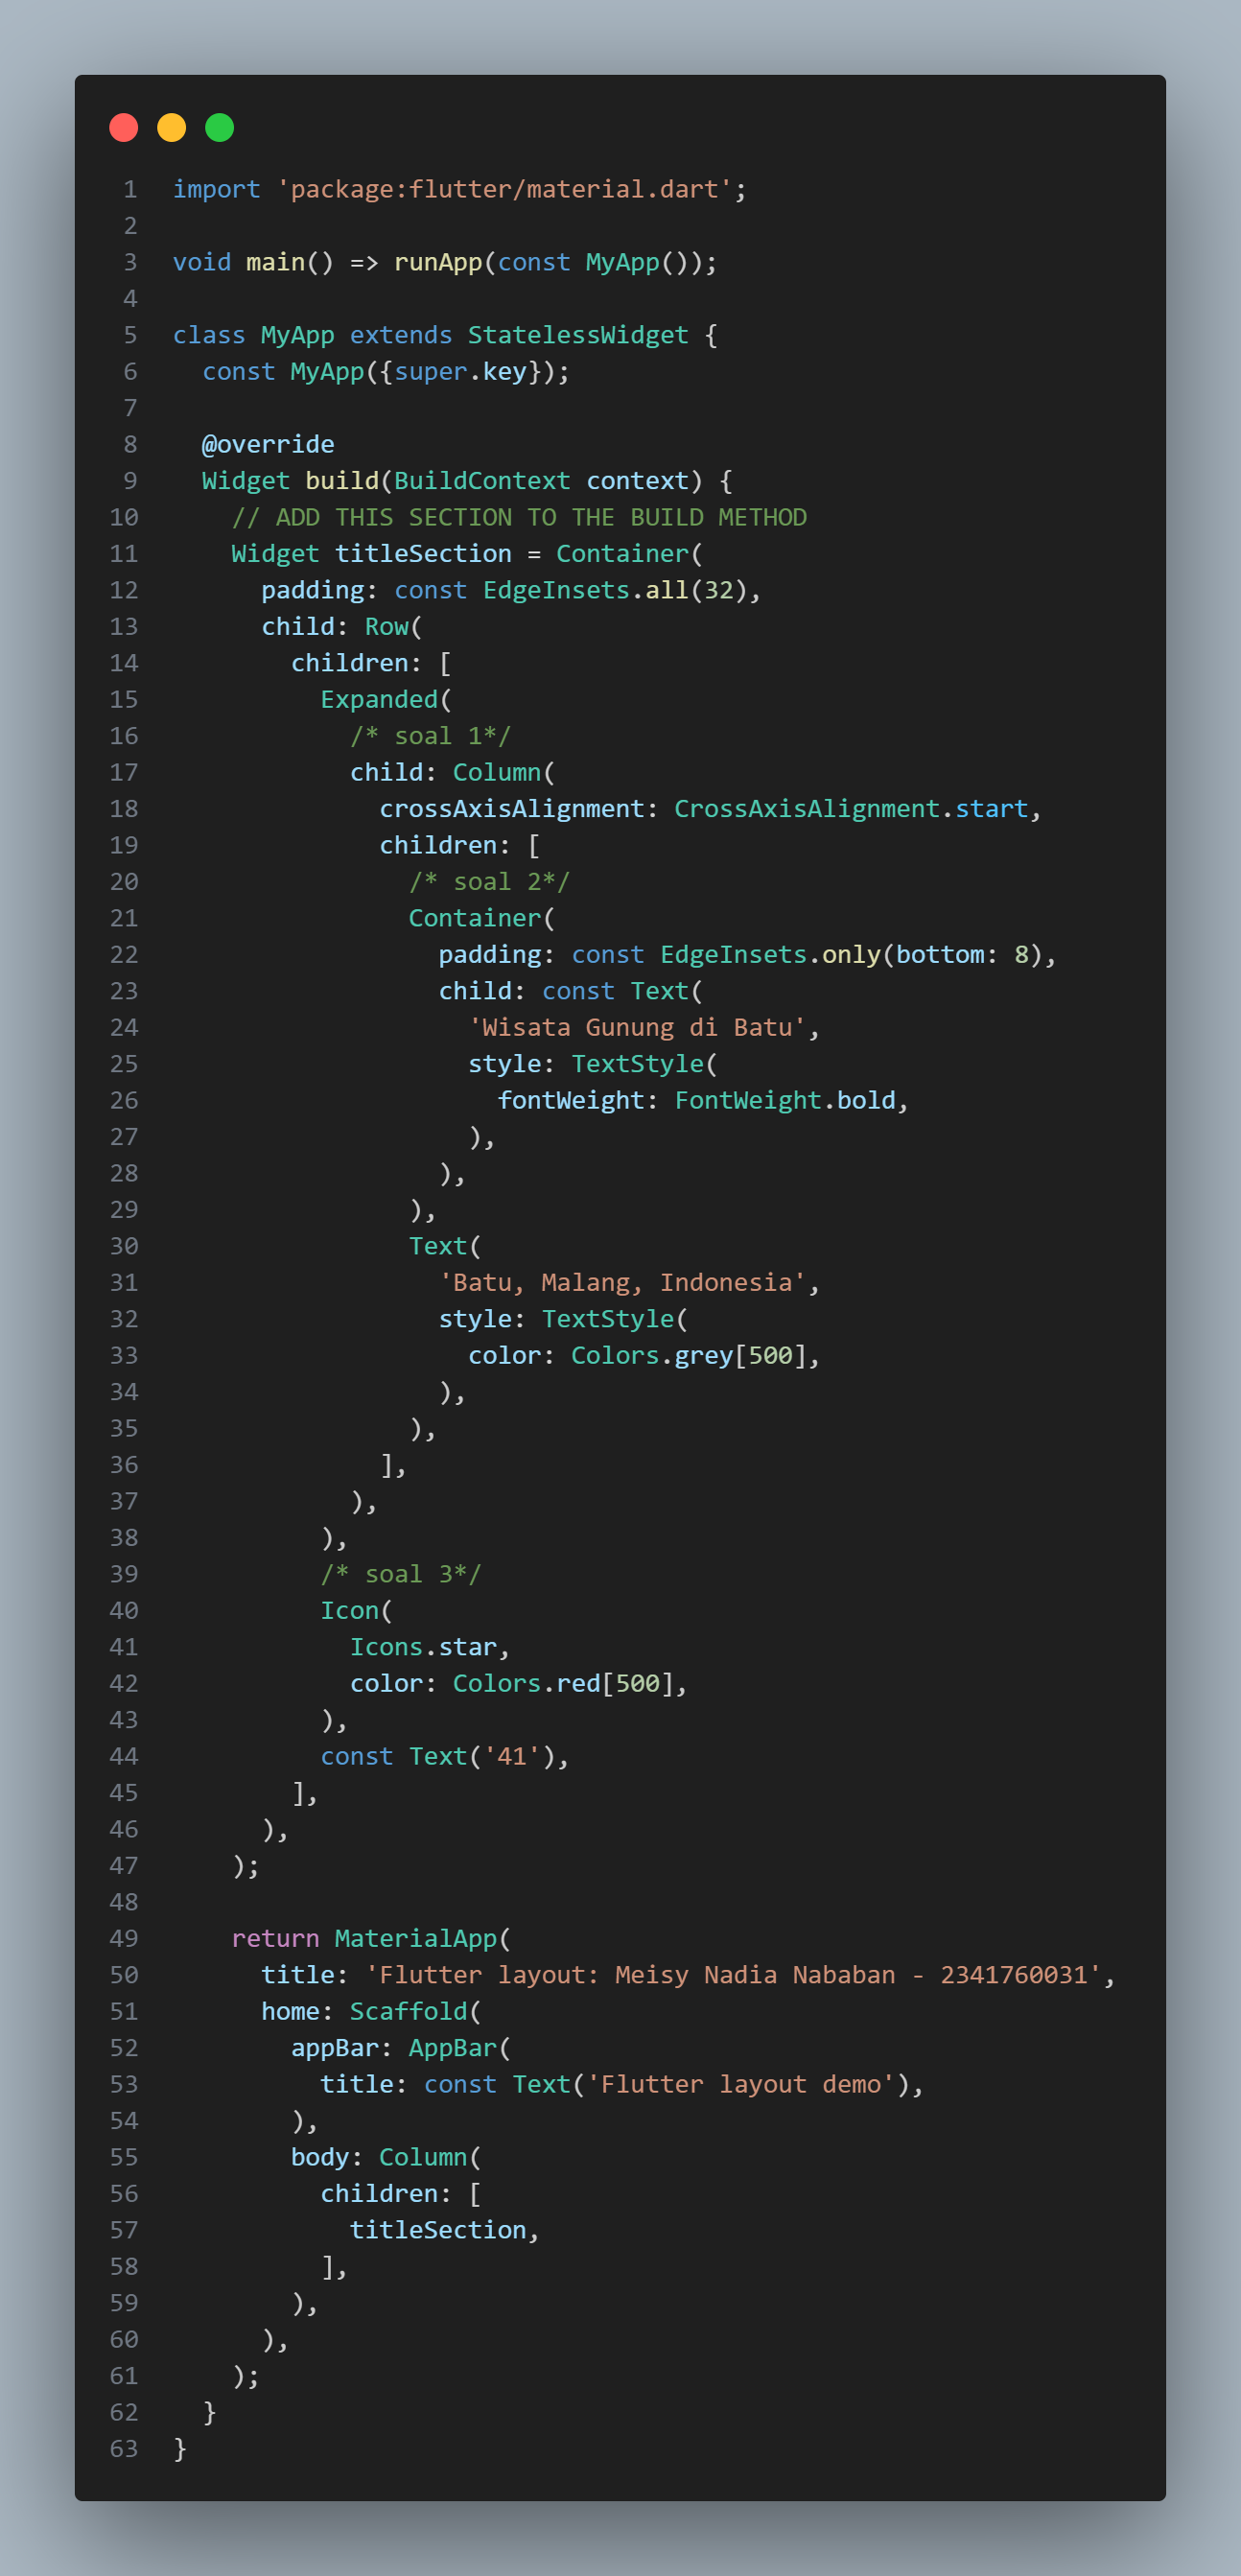 1 import 'package:flutter/material.dart';
2
3 void main() => runApp(const MyApp());
4
5 class MyApp extends StatelessWidget {
6   const MyApp({super.key});
7
8   @override
9   Widget build(BuildContext context) {
10     // ADD THIS SECTION TO THE BUILD METHOD
11     Widget titleSection = Container(
12       padding: const EdgeInsets.all(32),
13       child: Row(
14         children: [
15           Expanded(
16             /* soal 1*/
17             child: Column(
18               crossAxisAlignment: CrossAxisAlignment.start,
19               children: [
20                 /* soal 2*/
21                 Container(
22                   padding: const EdgeInsets.only(bottom: 8),
23                   child: const Text(
24                     'Wisata Gunung di Batu',
25                     style: TextStyle(
26                       fontWeight: FontWeight.bold,
27                     ),
28                   ),
29                 ),
30                 Text(
31                   'Batu, Malang, Indonesia',
32                   style: TextStyle(
33                     color: Colors.grey[500],
34                   ),
35                 ),
36               ],
37             ),
38           ),
39           /* soal 3*/
40           Icon(
41             Icons.star,
42             color: Colors.red[500],
43           ),
44           const Text('41'),
45         ],
46       ),
47     );
48
49     return MaterialApp(
50       title: 'Flutter layout: Meisy Nadia Nababan - 2341760031',
51       home: Scaffold(
52         appBar: AppBar(
53           title: const Text('Flutter layout demo'),
54         ),
55         body: Column(
56           children: [
57             titleSection,
58           ],
59         ),
60       ),
61     );
62   }
63 }